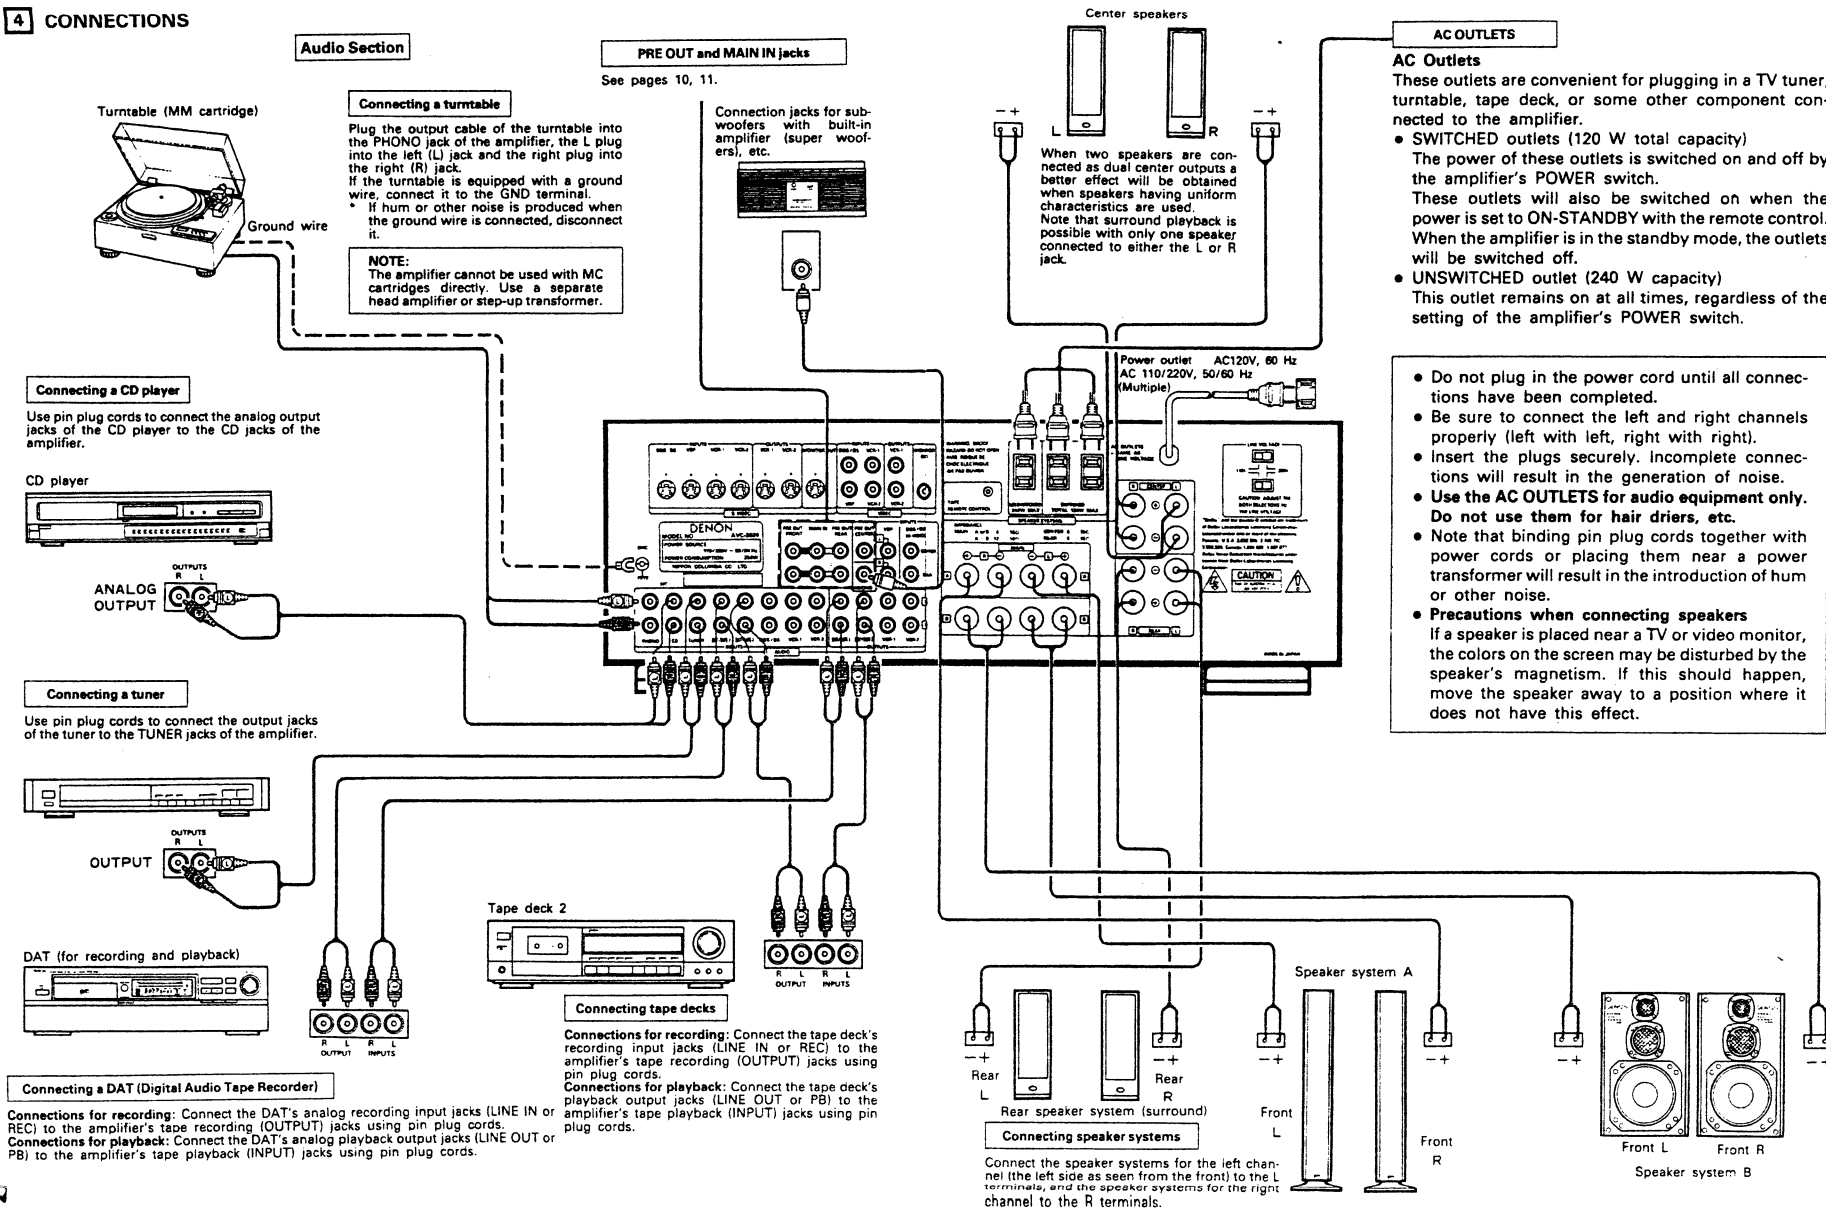 4 CONNECTIONS
Audio Section
PRE OUT and MAIN IN jacks
See pages 10, 11.
Turntable (MM cartridge)
Ground wire
Connecting a turntable
Plug the output cable of the turntable into
the PHONO jack of the amplifier, the L plug
into the left (L) jack and the right plug into
the right (R) jack.
If the turntable is equipped with a ground
wire, connect it to the GND terminal.
* If hum or other noise is produced when
the ground wire is connected, disconnect
it.
NOTE:
The amplifier cannot be used with MC
cartridges directly. Use a separate
head amplifier or step-up transformer.
Connection jacks for sub-
woofers with built-in
amplifier (super woof-
ers), etc.
Center speakers
L
R
− +
− +
When two speakers are con-
nected as dual center outputs a
better effect will be obtained
when speakers having uniform
characteristics are used.
Note that surround playback is
possible with only one speaker
connected to either the L or R
jack.
Power outlet AC120V, 60 Hz
AC 110/220V, 50/60 Hz
(Multiple)
AC OUTLETS
AC Outlets
These outlets are convenient for plugging in a TV tuner,
turntable, tape deck, or some other component con-
nected to the amplifier.
● SWITCHED outlets (120 W total capacity)
The power of these outlets is switched on and off by
the amplifier's POWER switch.
These outlets will also be switched on when the
power is set to ON-STANDBY with the remote control.
When the amplifier is in the standby mode, the outlets
will be switched off.
● UNSWITCHED outlet (240 W capacity)
This outlet remains on at all times, regardless of the
setting of the amplifier's POWER switch.
● Do not plug in the power cord until all connec-
tions have been completed.
● Be sure to connect the left and right channels
properly (left with left, right with right).
● Insert the plugs securely. Incomplete connec-
tions will result in the generation of noise.
● Use the AC OUTLETS for audio equipment only.
Do not use them for hair driers, etc.
● Note that binding pin plug cords together with
power cords or placing them near a power
transformer will result in the introduction of hum
or other noise.
● Precautions when connecting speakers
If a speaker is placed near a TV or video monitor,
the colors on the screen may be disturbed by the
speaker's magnetism. If this should happen,
move the speaker away to a position where it
does not have this effect.
Connecting a CD player
Use pin plug cords to connect the analog output
jacks of the CD player to the CD jacks of the
amplifier.
CD player
OUTPUTS
R L
ANALOG
OUTPUT
DENON
MODEL NO
POWER SOURCE
POWER CONSUMPTION
NIPPON COLUMBIA CO LTD
CAUTION
AUDIO
Connecting a tuner
Use pin plug cords to connect the output jacks
of the tuner to the TUNER jacks of the amplifier.
OUTPUTS
R L
OUTPUT
DAT (for recording and playback)
R L R L
OUTPUT INPUTS
Connecting a DAT (Digital Audio Tape Recorder)
Connections for recording: Connect the DAT's analog recording input jacks (LINE IN or
REC) to the amplifier's tape recording (OUTPUT) jacks using pin plug cords.
Connections for playback: Connect the DAT's analog playback output jacks (LINE OUT or
PB) to the amplifier's tape playback (INPUT) jacks using pin plug cords.
Tape deck 2
R L R L
OUTPUT INPUTS
Connecting tape decks
Connections for recording: Connect the tape deck's
recording input jacks (LINE IN or REC) to the
amplifier's tape recording (OUTPUT) jacks using
pin plug cords.
Connections for playback: Connect the tape deck's
playback output jacks (LINE OUT or PB) to the
amplifier's tape playback (INPUT) jacks using pin
plug cords.
− +
Rear
L
− +
Rear
R
Rear speaker system (surround)
Connecting speaker systems
Connect the speaker systems for the left chan-
nel (the left side as seen from the front) to the L
terminals, and the speaker systems for the right
channel to the R terminals.
Speaker system A
− +
Front
L
− +
Front
R
− +
Front L
Front R
Speaker system B